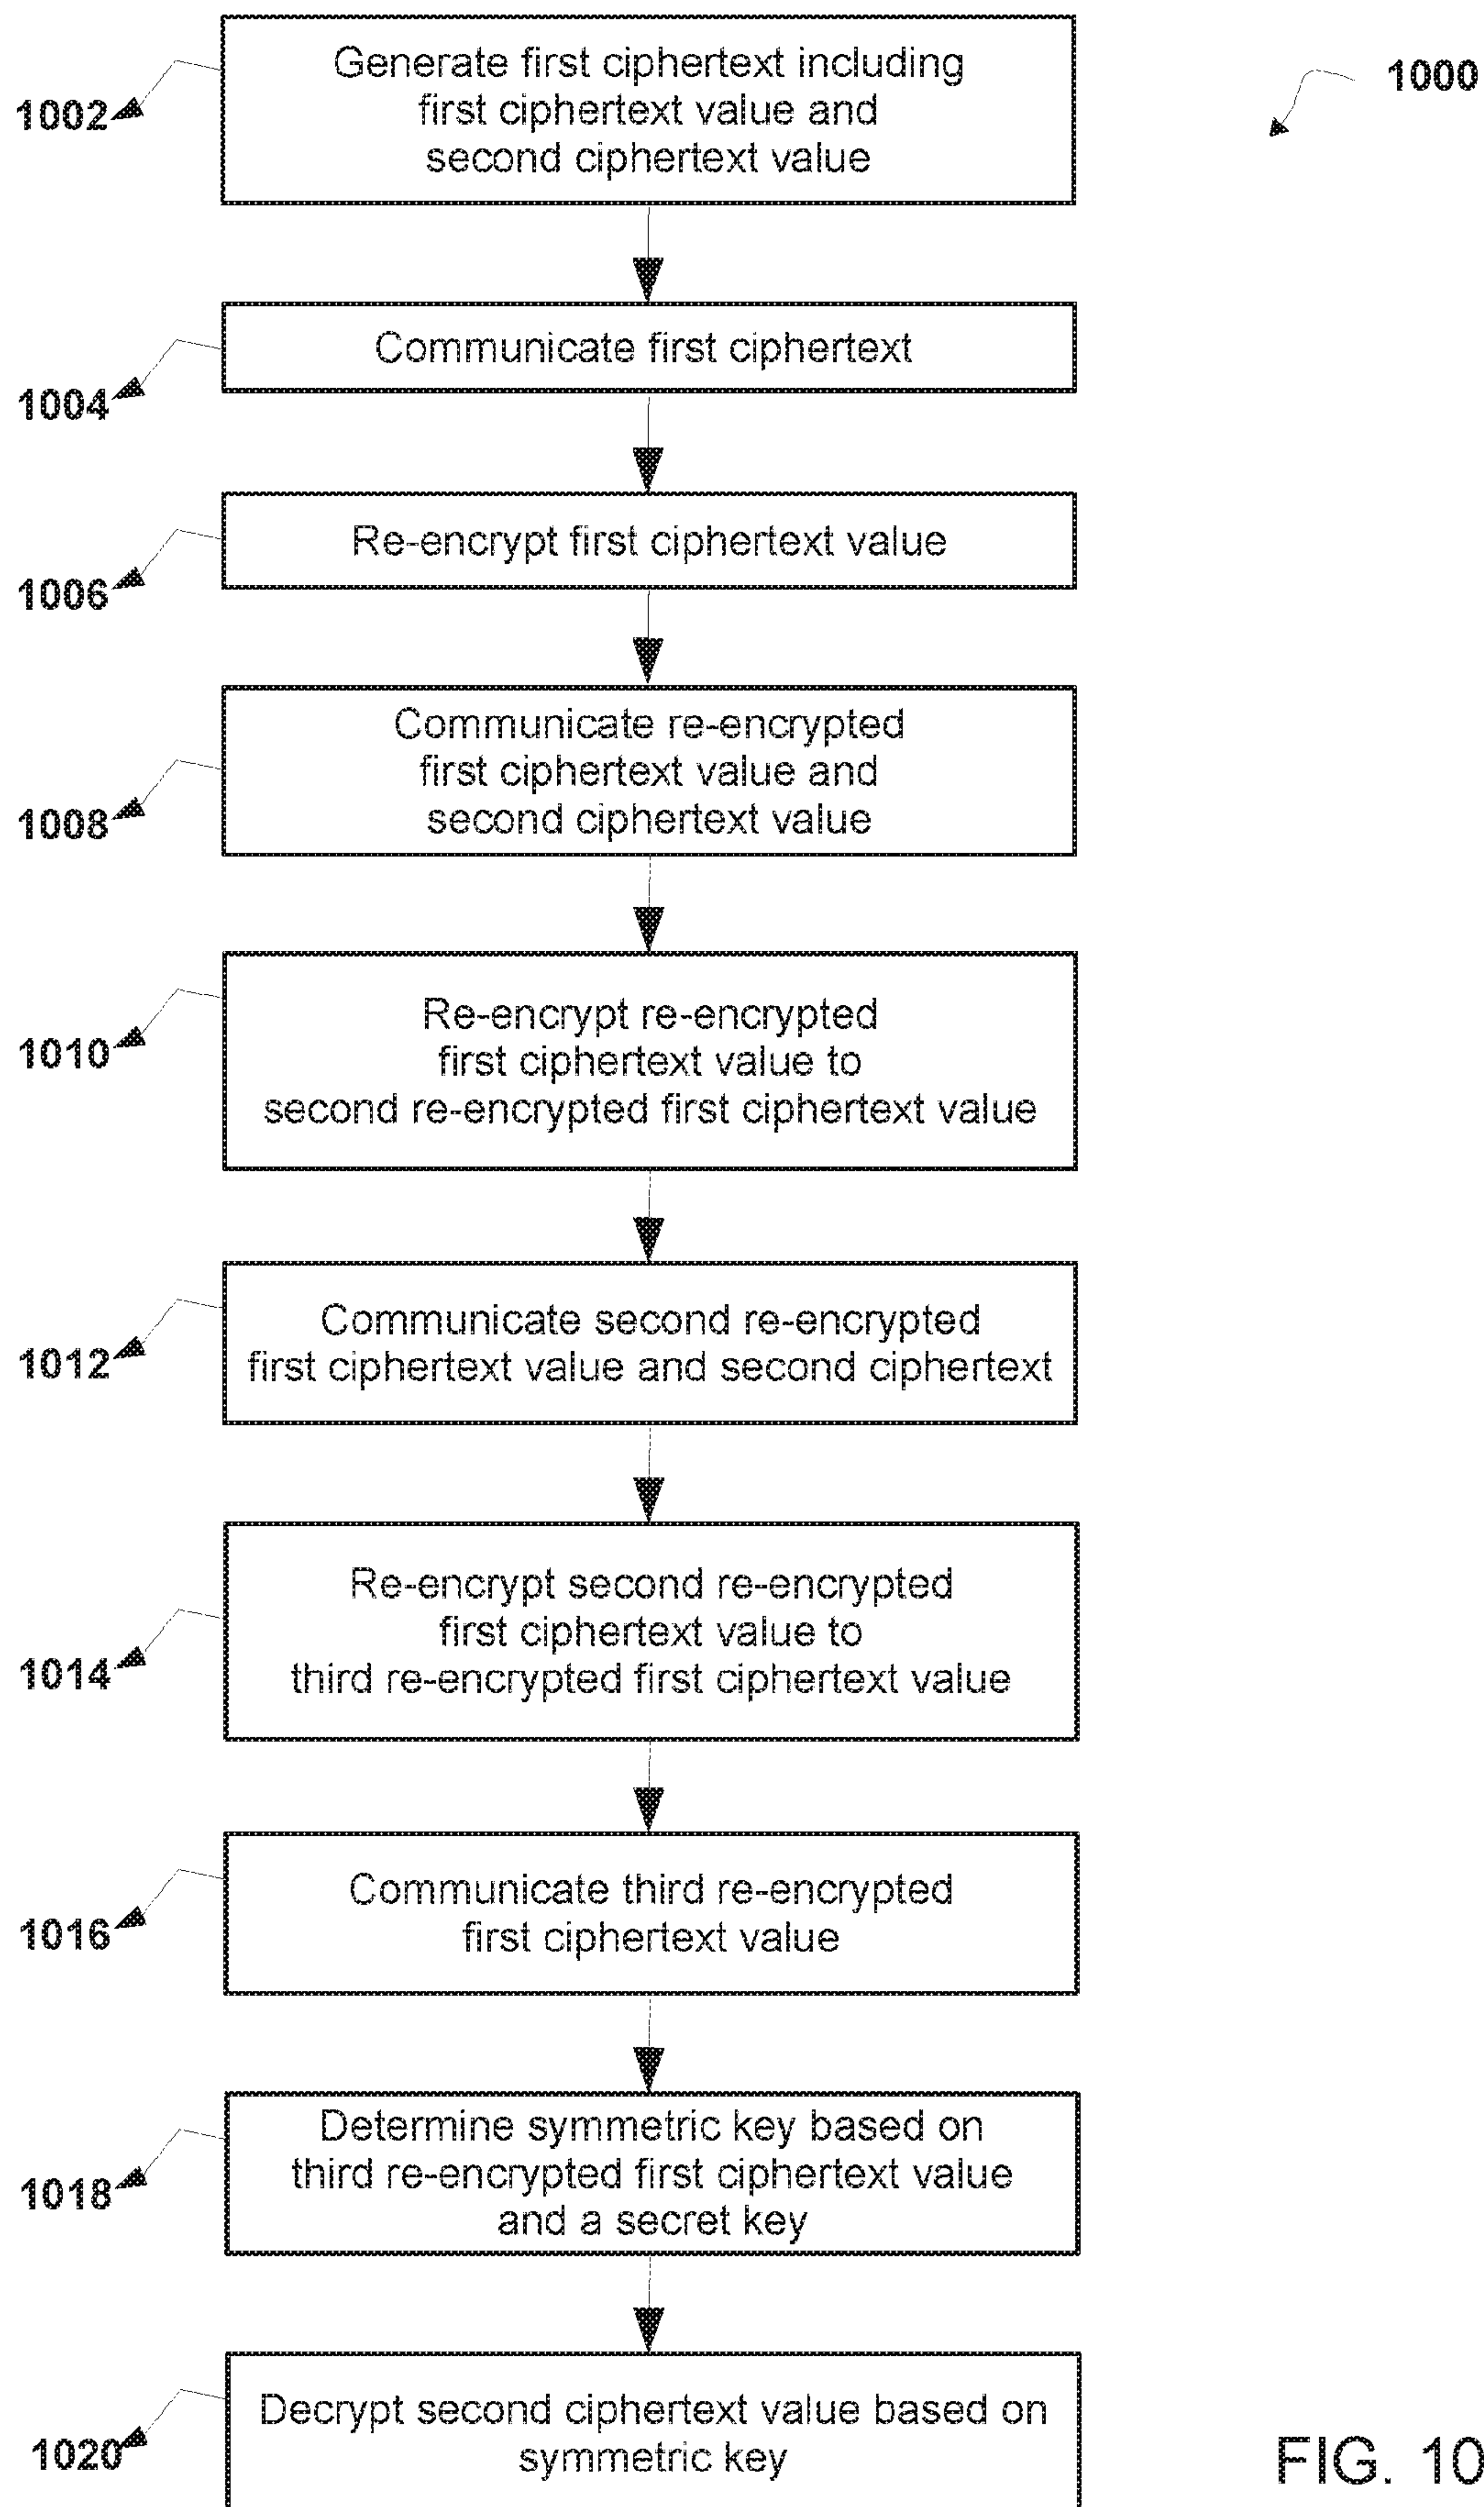 Generate first ciphertext including
first ciphertext value and
second ciphertext value
1002
1000
Communicate first ciphertext
1004
Re-encrypt first ciphertext value
1006
Communicate re-encrypted
first ciphertext value and
second ciphertext value
1008
Re-encrypt re-encrypted
first ciphertext value to
second re-encrypted first ciphertext value
1010
Communicate second re-encrypted
first ciphertext value and second ciphertext
1012
Re-encrypt second re-encrypted
first ciphertext value to
third re-encrypted first ciphertext value
1014
Communicate third re-encrypted
first ciphertext value
1016
Determine symmetric key based on
third re-encrypted first ciphertext value
and a secret key
1018
Decrypt second ciphertext value based on
symmetric key
1020
FIG. 10